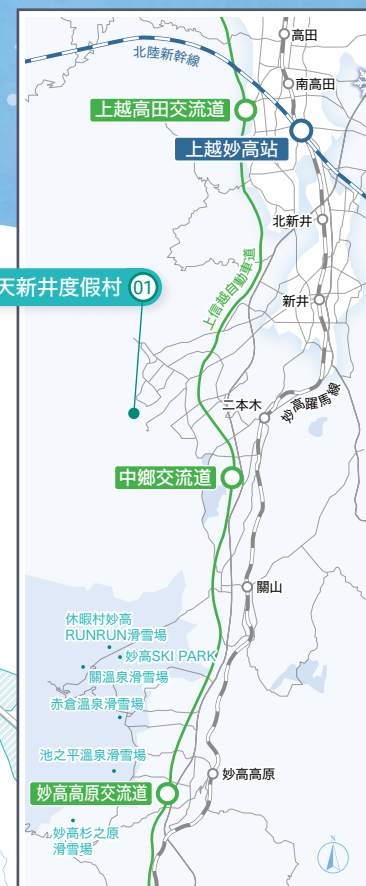 高田
北陸新幹線
南高田
上越高田交流道
上越妙高站
北新井
上信越自動車道
天新井度假村 01
新井
二本木
妙高躍馬線
中鄉交流道
關山
休暇村妙高
RUNRUN滑雪場
妙高SKI PARK
關溫泉滑雪場
赤倉溫泉滑雪場
池之平溫泉滑雪場
妙高高原
妙高高原交流道
妙高杉之原
滑雪場
N